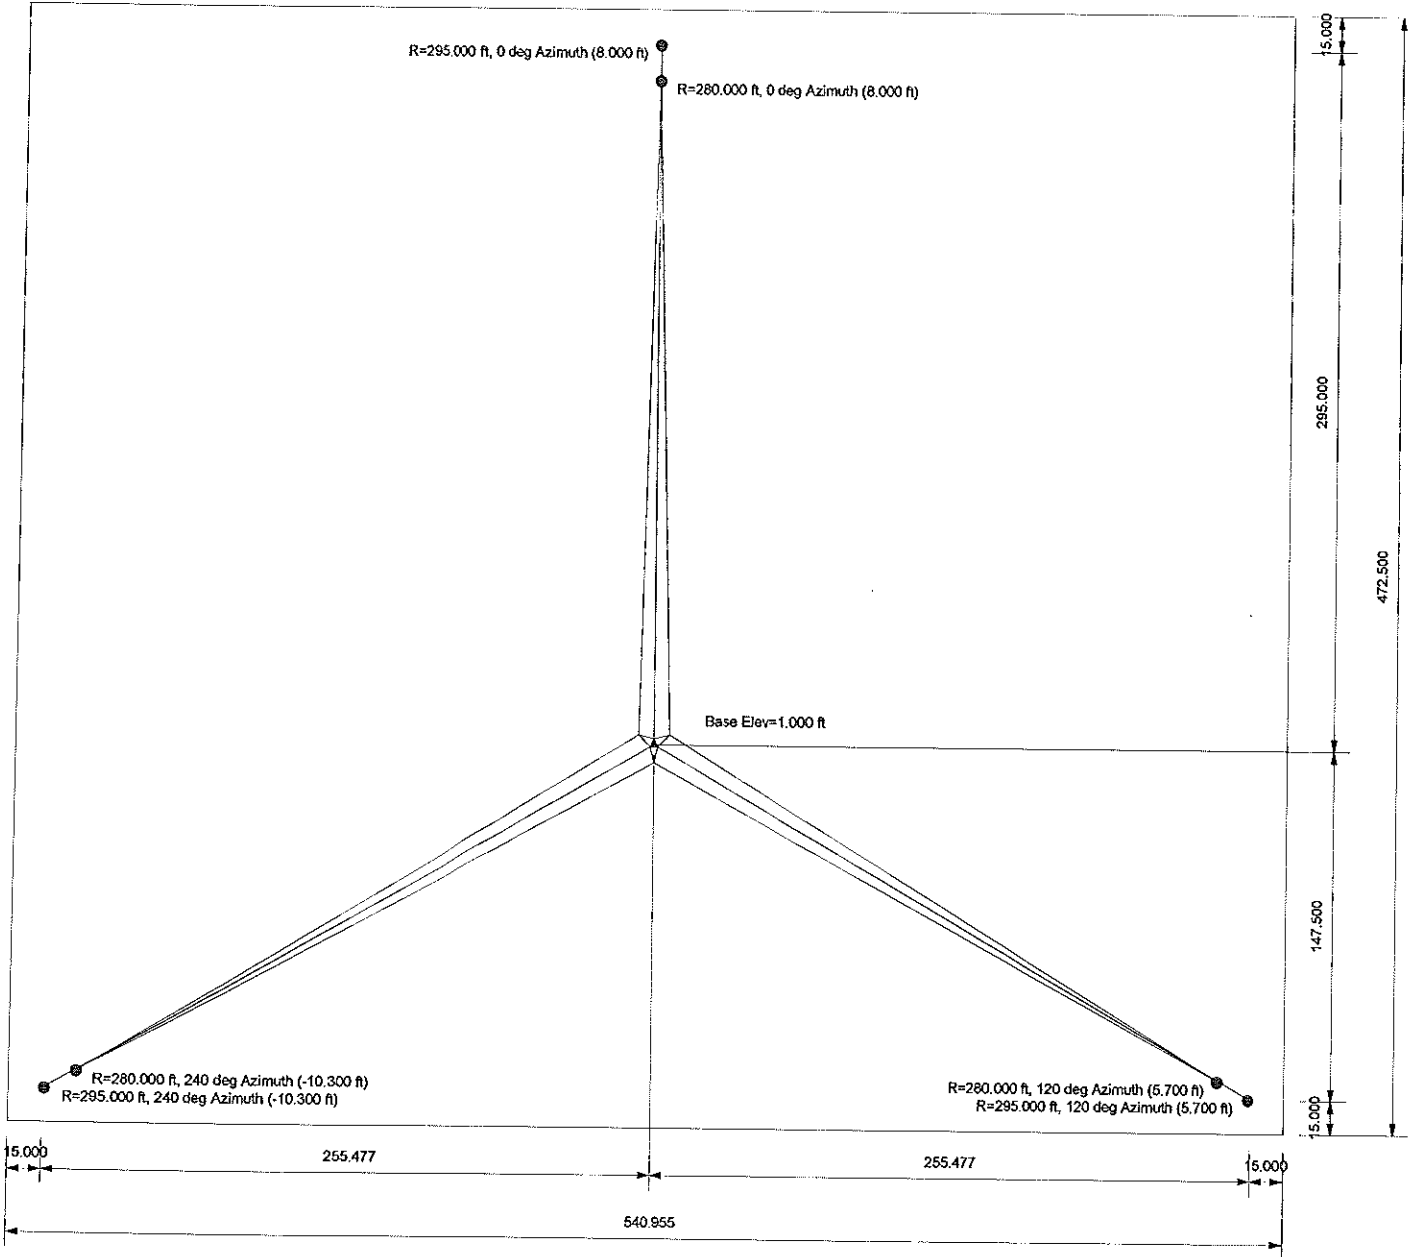 15.000
R=295.000 ft, 0 deg Azimuth (8.000 ft)
R=280.000 ft, 0 deg Azimuth (8.000 ft)
295.000
472.500
Base Elev=1.000 ft
147.500
R=280.000 ft, 240 deg Azimuth (-10.300 ft)
R=295.000 ft, 240 deg Azimuth (-10.300 ft)
R=280.000 ft, 120 deg Azimuth (5.700 ft)
R=295.000 ft, 120 deg Azimuth (5.700 ft)
15.000
15.000
255.477
255.477
15.000
540.955